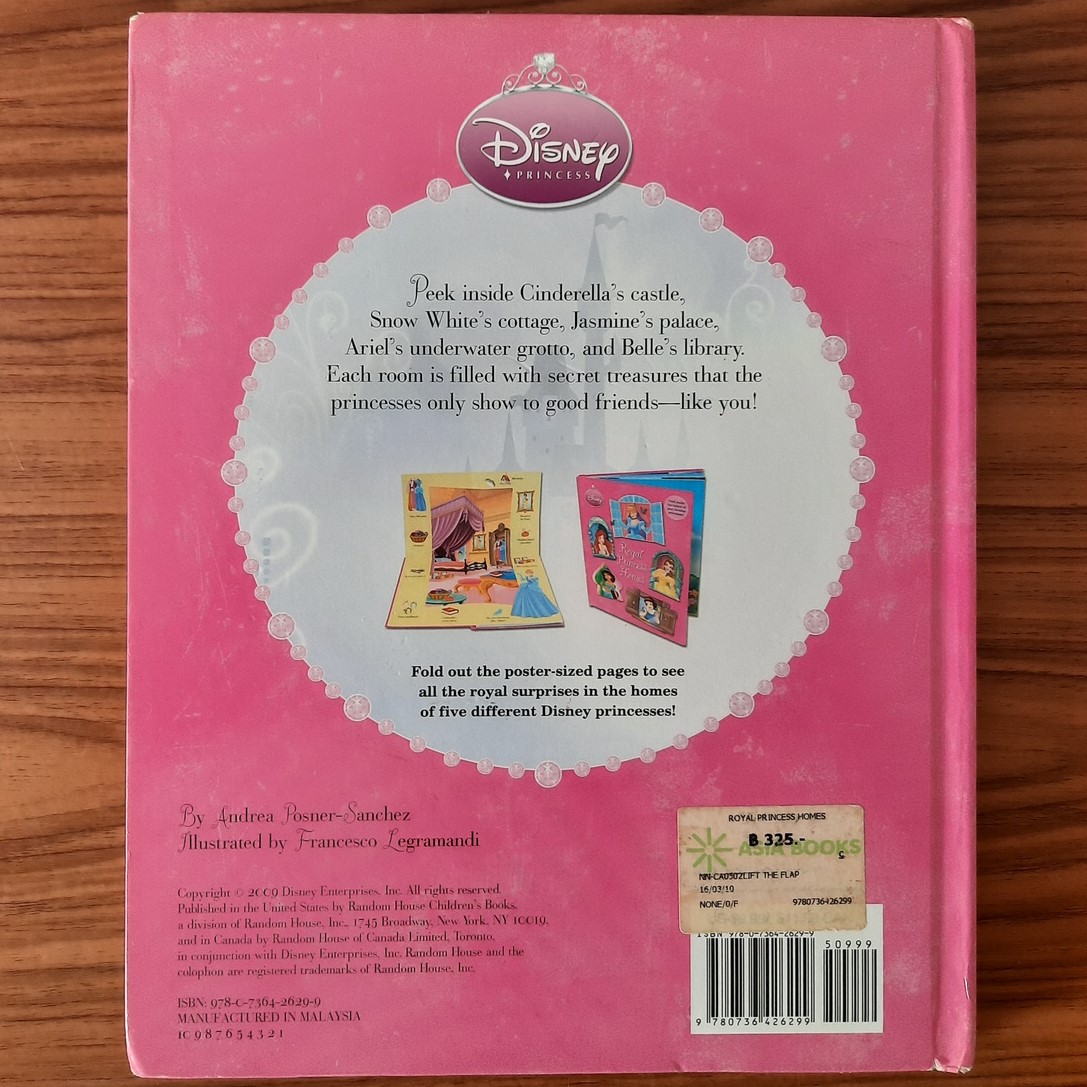 Disney
PRINCESS
Peek inside Cinderella's castle,
Snow White's cottage, Jasmine's palace,
Ariel's underwater grotto, and Belle's library.
Each room is filled with secret treasures that the
princesses only show to good friends—like you!
Royal
Princess
Homes
Fold out the poster-sized pages to see
all the royal surprises in the homes
of five different Disney princesses!
By Andrea Posner-Sanchez
Illustrated by Francesco Legramandi
Copyright © 2009 Disney Enterprises, Inc. All rights reserved.
Published in the United States by Random House Children's Books,
a division of Random House, Inc., 1745 Broadway, New York, NY 10019,
and in Canada by Random House of Canada Limited, Toronto,
in conjunction with Disney Enterprises, Inc. Random House and the
colophon are registered trademarks of Random House, Inc.
ISBN: 978-0-7364-2629-9
MANUFACTURED IN MALAYSIA
10 9 8 7 6 5 4 3 2 1
ROYAL PRINCESS HOMES
฿ 325.-
ASIA BOOKS
NN-CA0502LIFT THE FLAP
16/03/10
NONE/0/F 9780736426299
ISBN 978-0-7364-2629-9
50999
9 780736 426299